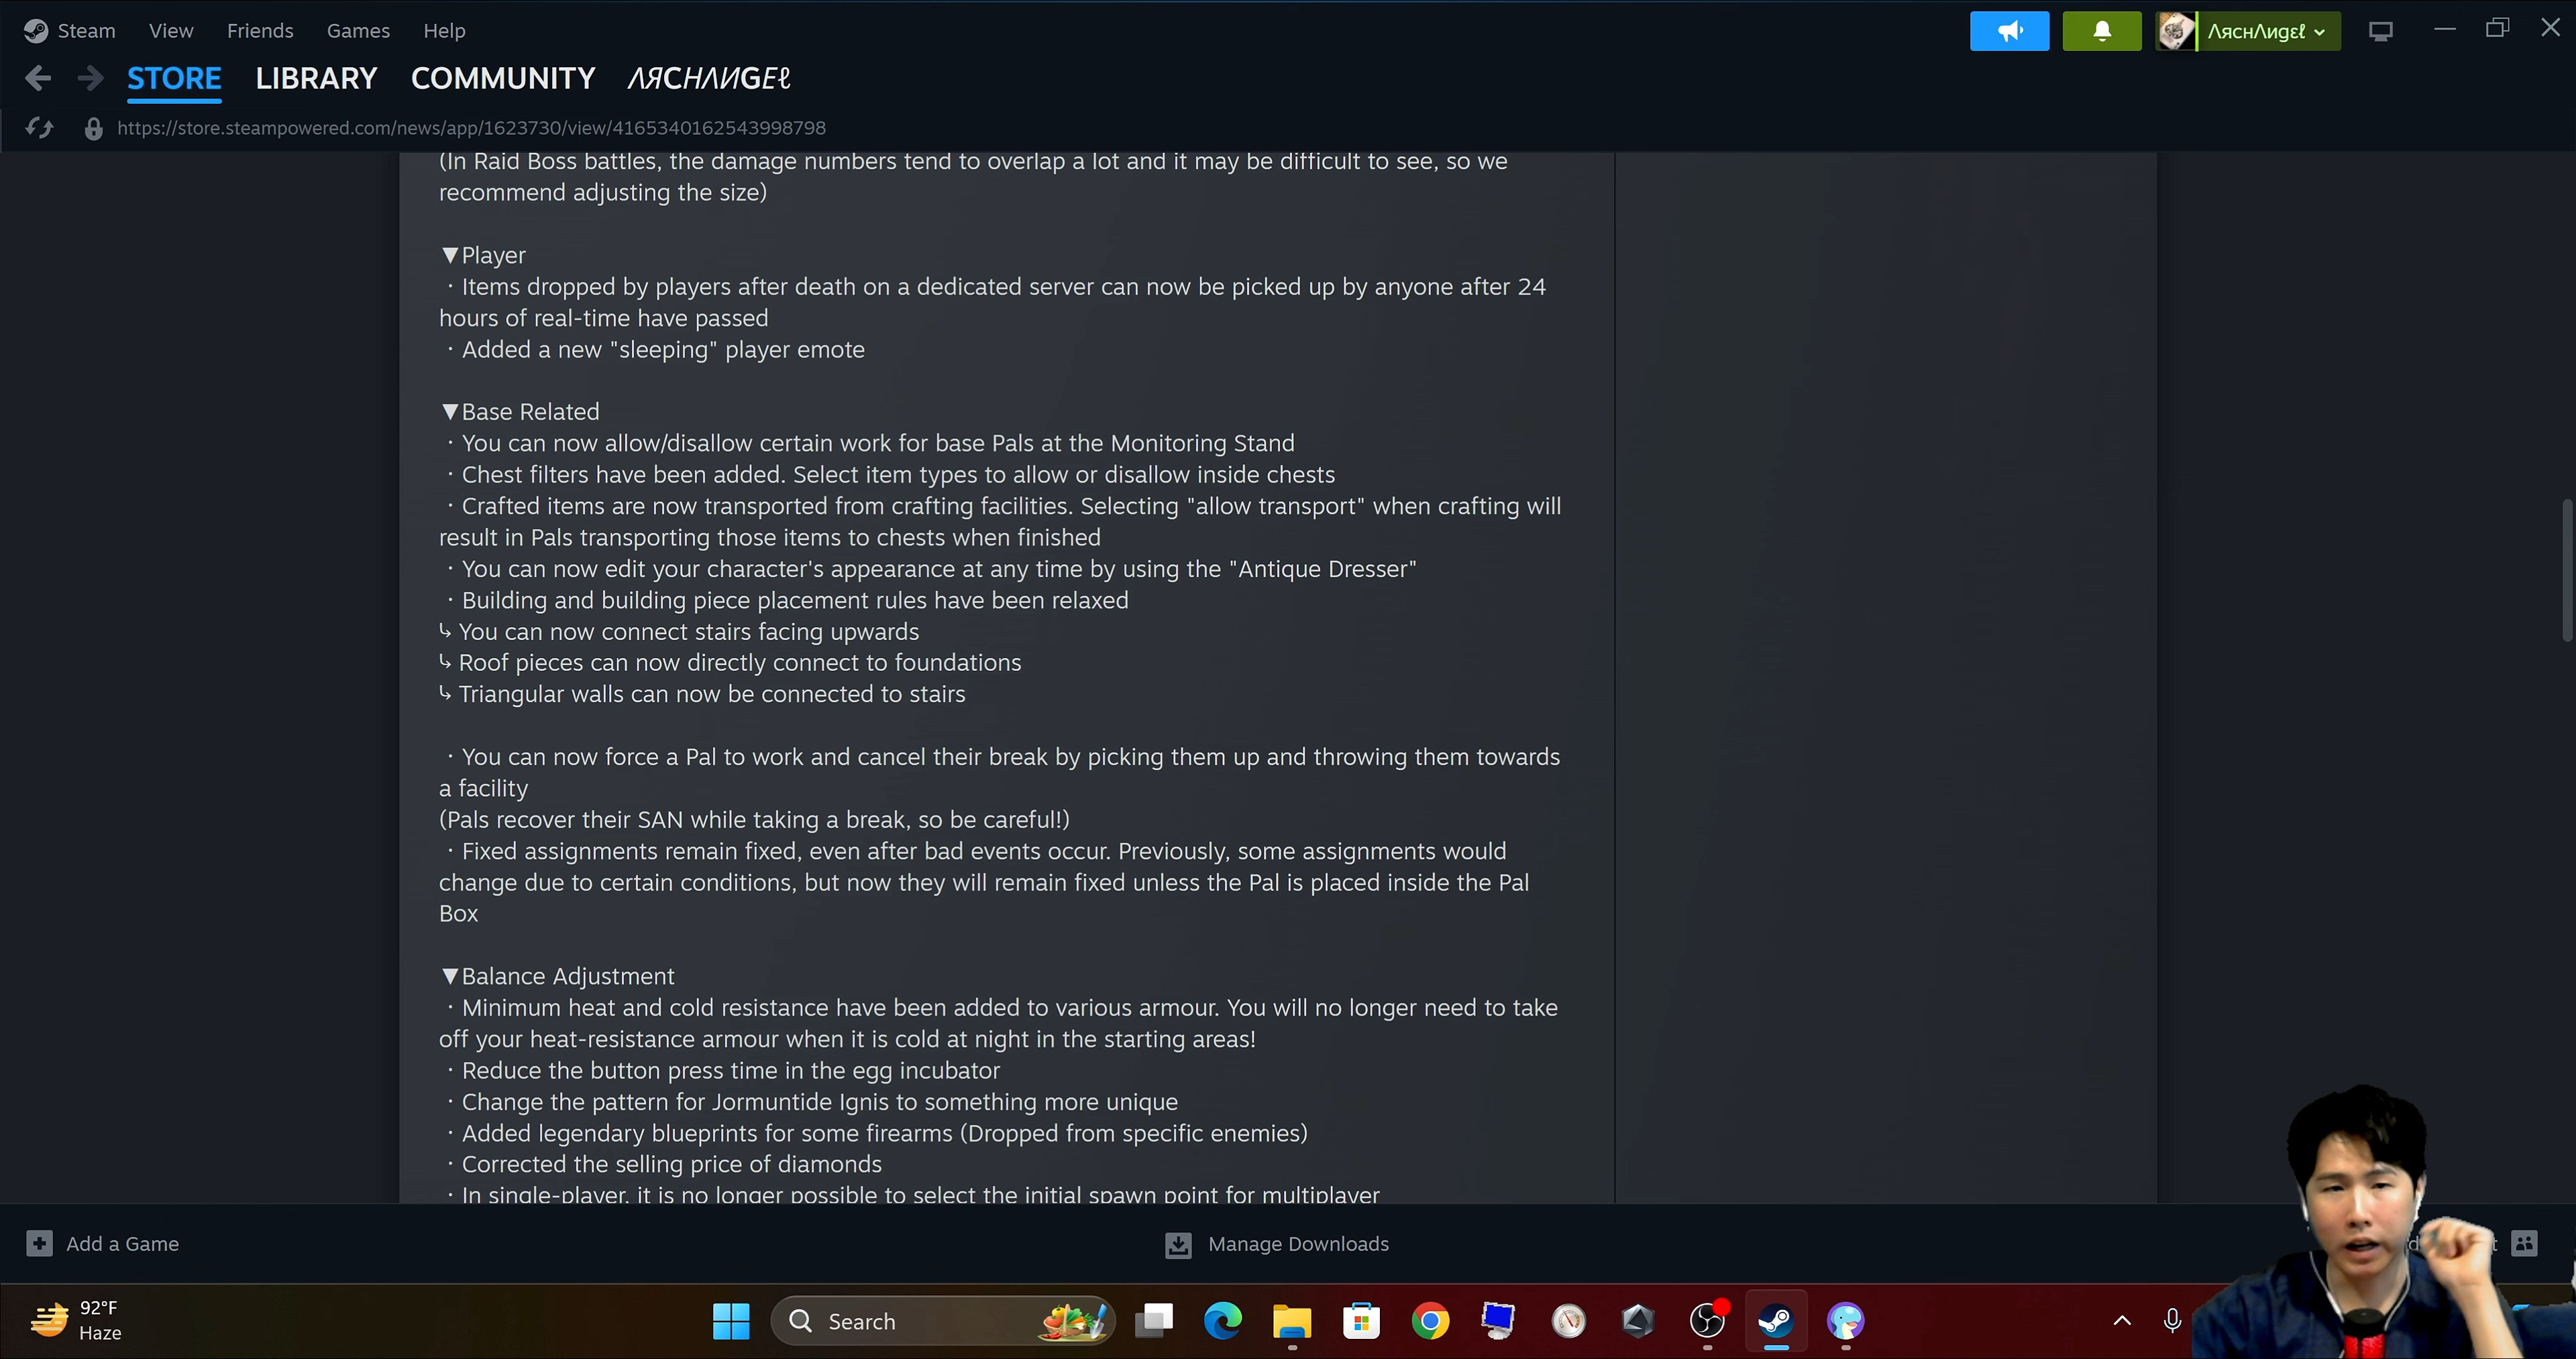 Steam View Friends Games Help ΛЯCHΛИGEℓ
STORE LIBRARY COMMUNITY ΛЯCHΛИGEℓ
https://store.steampowered.com/news/app/1623730/view/4165340162543998798
(In Raid Boss battles, the damage numbers tend to overlap a lot and it may be difficult to see, so we
recommend adjusting the size)
▼Player
・Items dropped by players after death on a dedicated server can now be picked up by anyone after 24
hours of real-time have passed
・Added a new "sleeping" player emote
▼Base Related
・You can now allow/disallow certain work for base Pals at the Monitoring Stand
・Chest filters have been added. Select item types to allow or disallow inside chests
・Crafted items are now transported from crafting facilities. Selecting "allow transport" when crafting will
result in Pals transporting those items to chests when finished
・You can now edit your character's appearance at any time by using the "Antique Dresser"
・Building and building piece placement rules have been relaxed
↳ You can now connect stairs facing upwards
↳ Roof pieces can now directly connect to foundations
↳ Triangular walls can now be connected to stairs
・You can now force a Pal to work and cancel their break by picking them up and throwing them towards
a facility
(Pals recover their SAN while taking a break, so be careful!)
・Fixed assignments remain fixed, even after bad events occur. Previously, some assignments would
change due to certain conditions, but now they will remain fixed unless the Pal is placed inside the Pal
Box
▼Balance Adjustment
・Minimum heat and cold resistance have been added to various armour. You will no longer need to take
off your heat-resistance armour when it is cold at night in the starting areas!
・Reduce the button press time in the egg incubator
・Change the pattern for Jormuntide Ignis to something more unique
・Added legendary blueprints for some firearms (Dropped from specific enemies)
・Corrected the selling price of diamonds
・In single-player, it is no longer possible to select the initial spawn point for multiplayer
Add a Game Manage Downloads
92°F
Haze
Search